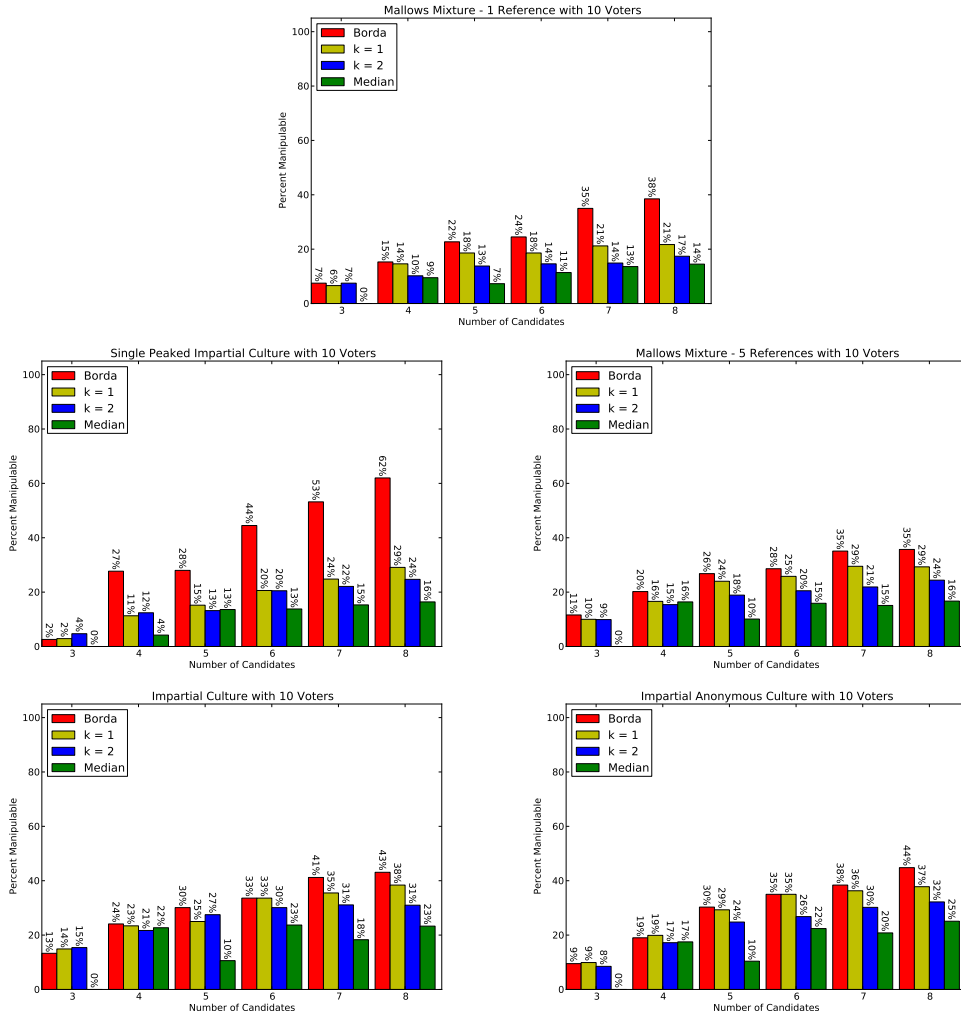 Mallows Mixture - 1 Reference with 10 Voters
100
80
60
40
20
0
Percent Manipulable
Borda
k = 1
k = 2
Median
7% 6% 7% 0%
15% 14% 10% 9%
22% 18% 13% 7%
24% 18% 14% 11%
35% 21% 14% 13%
38% 21% 17% 14%
3 4 5 6 7 8
Number of Candidates
Single Peaked Impartial Culture with 10 Voters
100
80
60
40
20
0
Percent Manipulable
Borda
k = 1
k = 2
Median
2% 2% 4% 0%
27% 11% 12% 4%
28% 15% 13% 13%
44% 20% 20% 13%
53% 24% 22% 15%
62% 29% 24% 16%
3 4 5 6 7 8
Number of Candidates
Mallows Mixture - 5 References with 10 Voters
100
80
60
40
20
0
Percent Manipulable
Borda
k = 1
k = 2
Median
11% 10% 9% 0%
20% 16% 15% 16%
26% 24% 18% 10%
28% 25% 20% 15%
35% 29% 21% 15%
35% 29% 24% 16%
3 4 5 6 7 8
Number of Candidates
Impartial Culture with 10 Voters
100
80
60
40
20
0
Percent Manipulable
Borda
k = 1
k = 2
Median
13% 14% 15% 0%
24% 23% 21% 22%
30% 25% 27% 10%
33% 33% 30% 23%
41% 35% 31% 18%
43% 38% 31% 23%
3 4 5 6 7 8
Number of Candidates
Impartial Anonymous Culture with 10 Voters
100
80
60
40
20
0
Percent Manipulable
Borda
k = 1
k = 2
Median
9% 9% 8% 0%
19% 19% 17% 17%
30% 29% 24% 10%
35% 35% 26% 22%
38% 36% 30% 20%
44% 37% 32% 25%
3 4 5 6 7 8
Number of Candidates